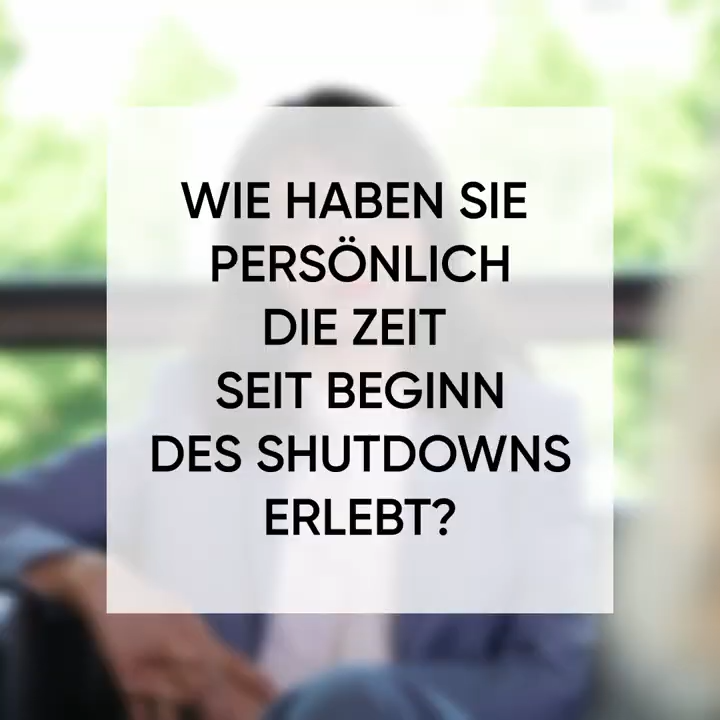 WIE HABEN SIE
PERSÖNLICH
DIE ZEIT
SEIT BEGINN
DES SHUTDOWNS
ERLEBT?